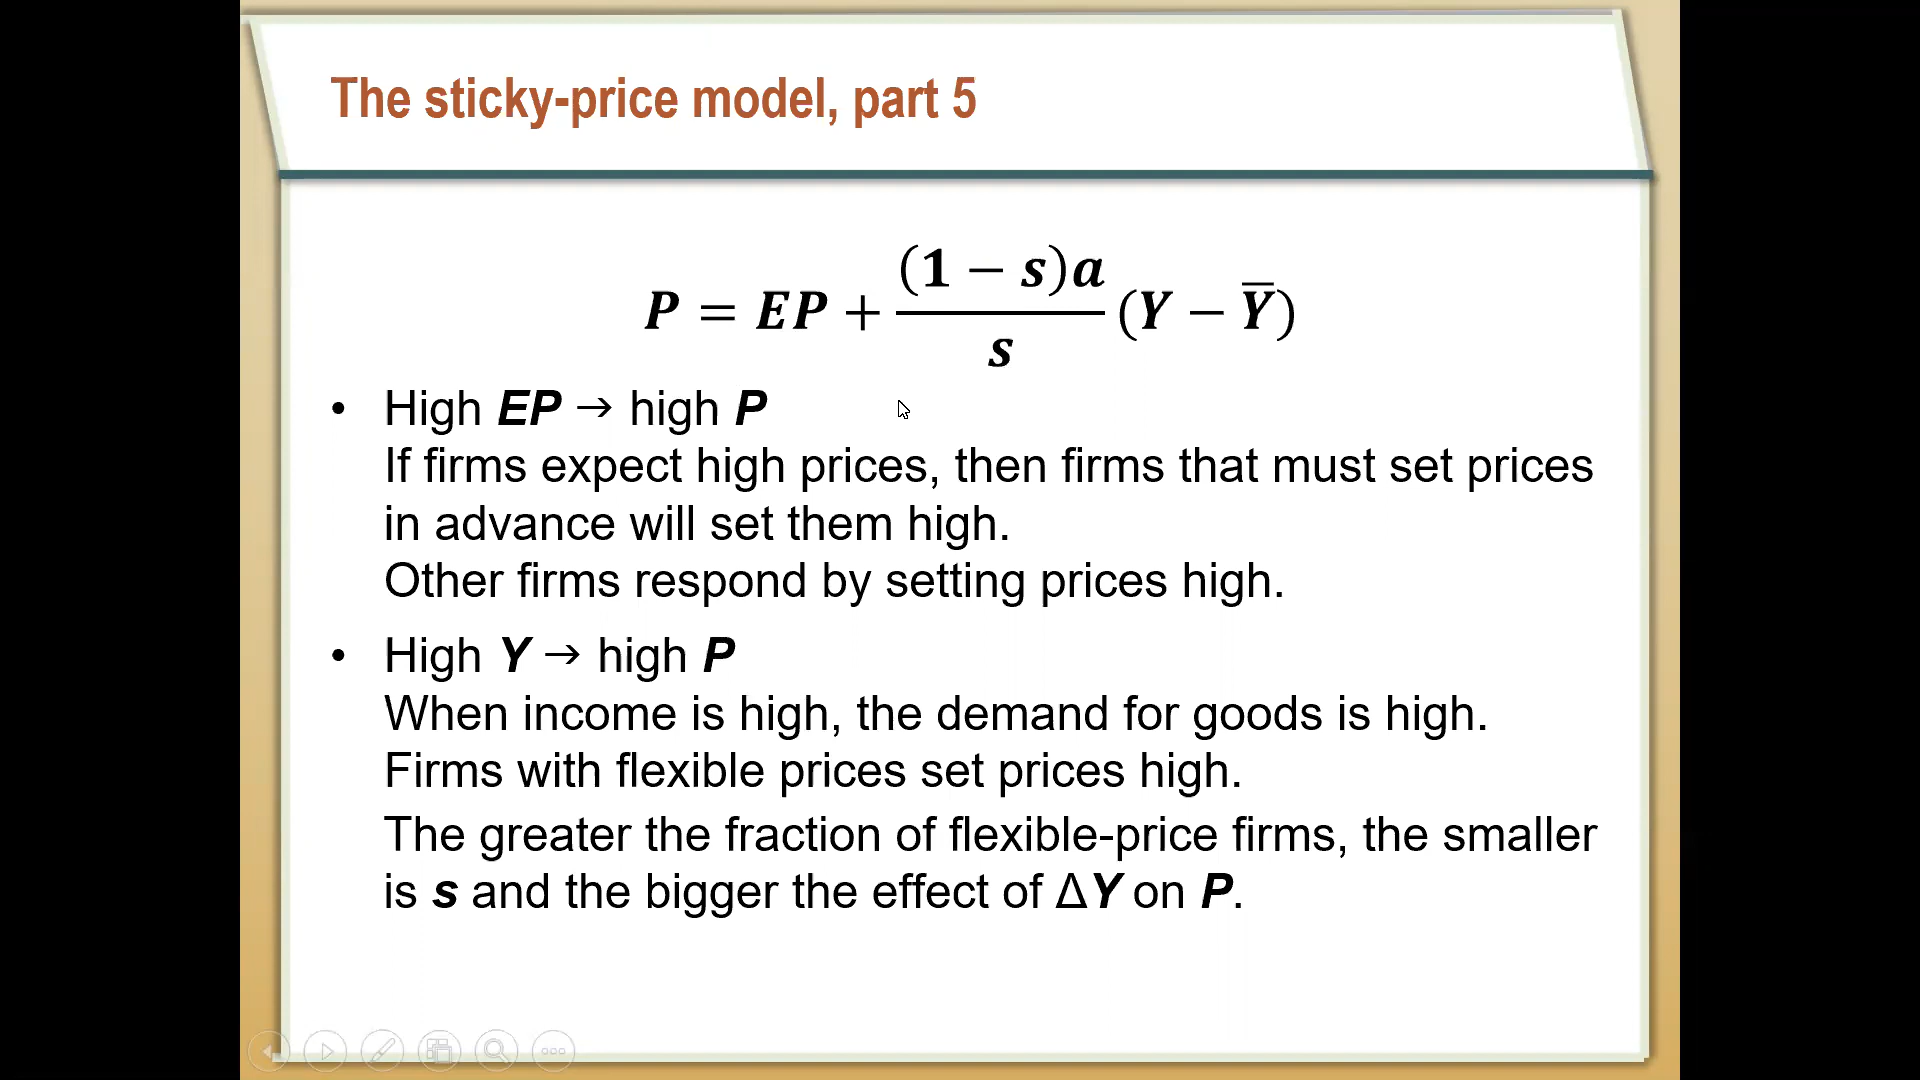 The sticky-price model, part 5
P = EP + (1 − s)a / s (Y − Y̅)
• High EP → high P
If firms expect high prices, then firms that must set prices
in advance will set them high.
Other firms respond by setting prices high.
• High Y → high P
When income is high, the demand for goods is high.
Firms with flexible prices set prices high.
The greater the fraction of flexible-price firms, the smaller
is s and the bigger the effect of ΔY on P.